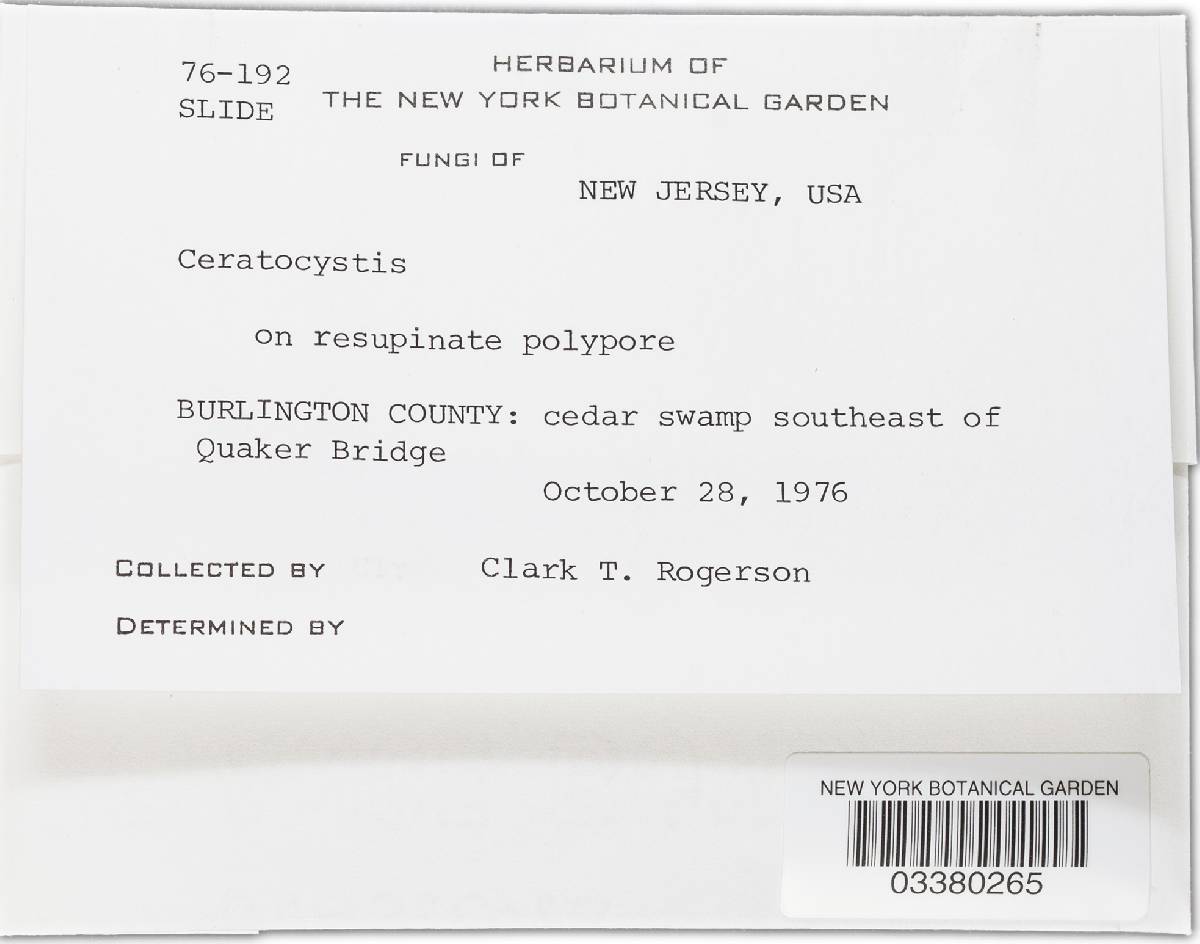 76-192
SLIDE
HERBARIUM OF
THE NEW YORK BOTANICAL GARDEN
FUNGI OF
NEW JERSEY, USA
Ceratocystis
on resupinate polypore
BURLINGTON COUNTY: cedar swamp southeast of
Quaker Bridge
October 28, 1976
COLLECTED BY Clark T. Rogerson
DETERMINED BY
NEW YORK BOTANICAL GARDEN
03380265